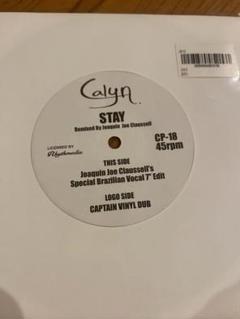 Calyn.
STAY
Remixed By Joaquin Joe Claussell
LICENSED BY
Rhythmedia
CP-18
45rpm
THIS SIDE
Joaquin Joe Claussell's
Special Brazilian Vocal 7" Edit
LOGO SIDE
CAPTAIN VINYL DUB